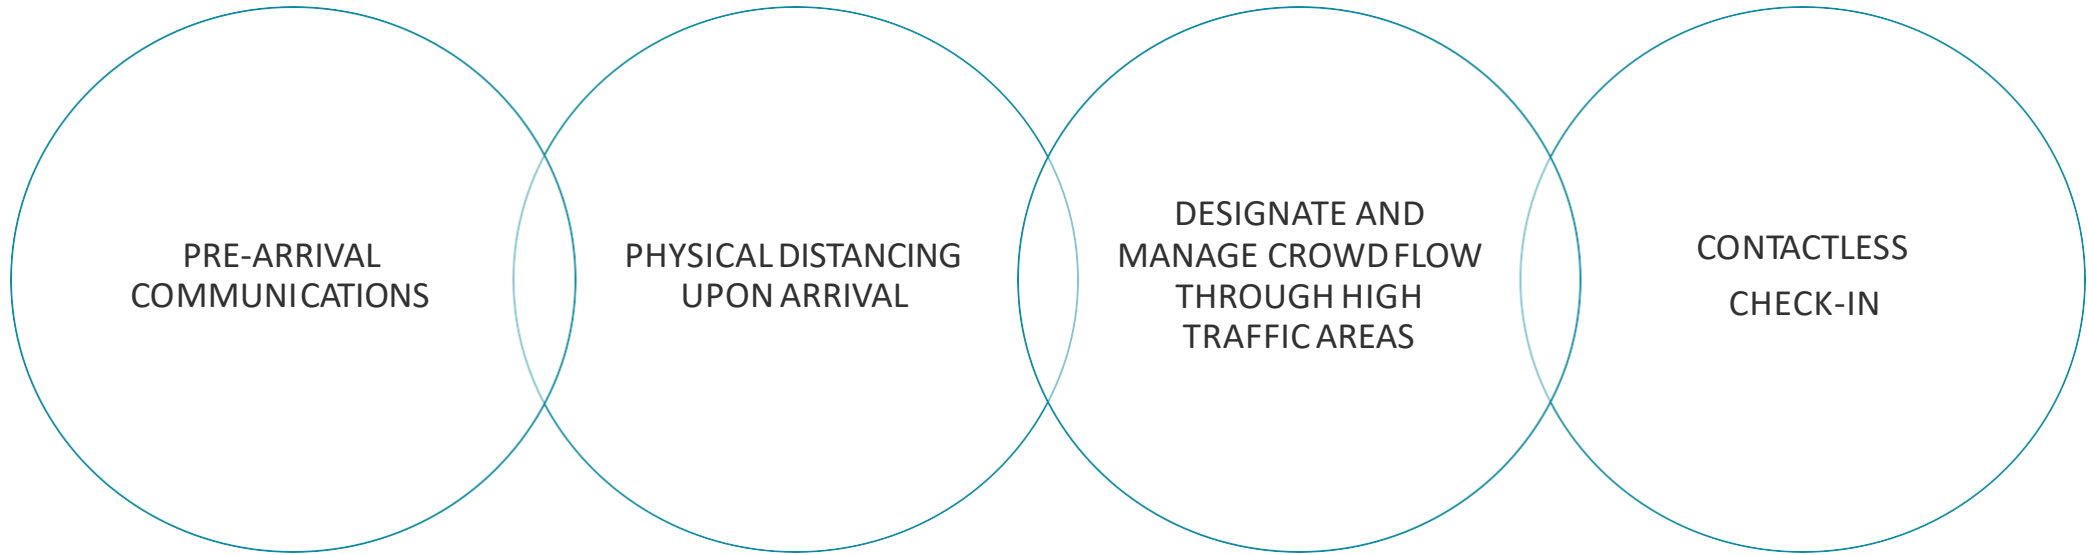 PRE-ARRIVAL
COMMUNICATIONS
PHYSICAL DISTANCING
UPON ARRIVAL
DESIGNATE AND
MANAGE CROWD FLOW
THROUGH HIGH
TRAFFIC AREAS
CONTACTLESS
CHECK-IN